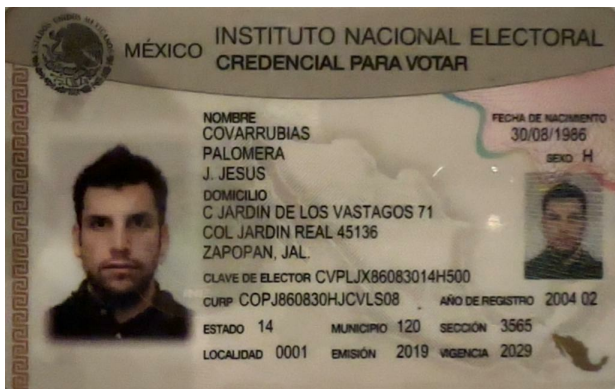 MÉXICO
INSTITUTO NACIONAL ELECTORAL
CREDENCIAL PARA VOTAR
NOMBRE
COVARRUBIAS
PALOMERA
J. JESUS
FECHA DE NACIMIENTO
30/08/1986
SEXO H
DOMICILIO
C JARDIN DE LOS VASTAGOS 71
COL JARDIN REAL 45136
ZAPOPAN, JAL.
CLAVE DE ELECTOR CVPLJX86083014H500
CURP COPJ860830HJCVLS08 AÑO DE REGISTRO 2004 02
ESTADO 14 MUNICIPIO 120 SECCIÓN 3565
LOCALIDAD 0001 EMISIÓN 2019 VIGENCIA 2029